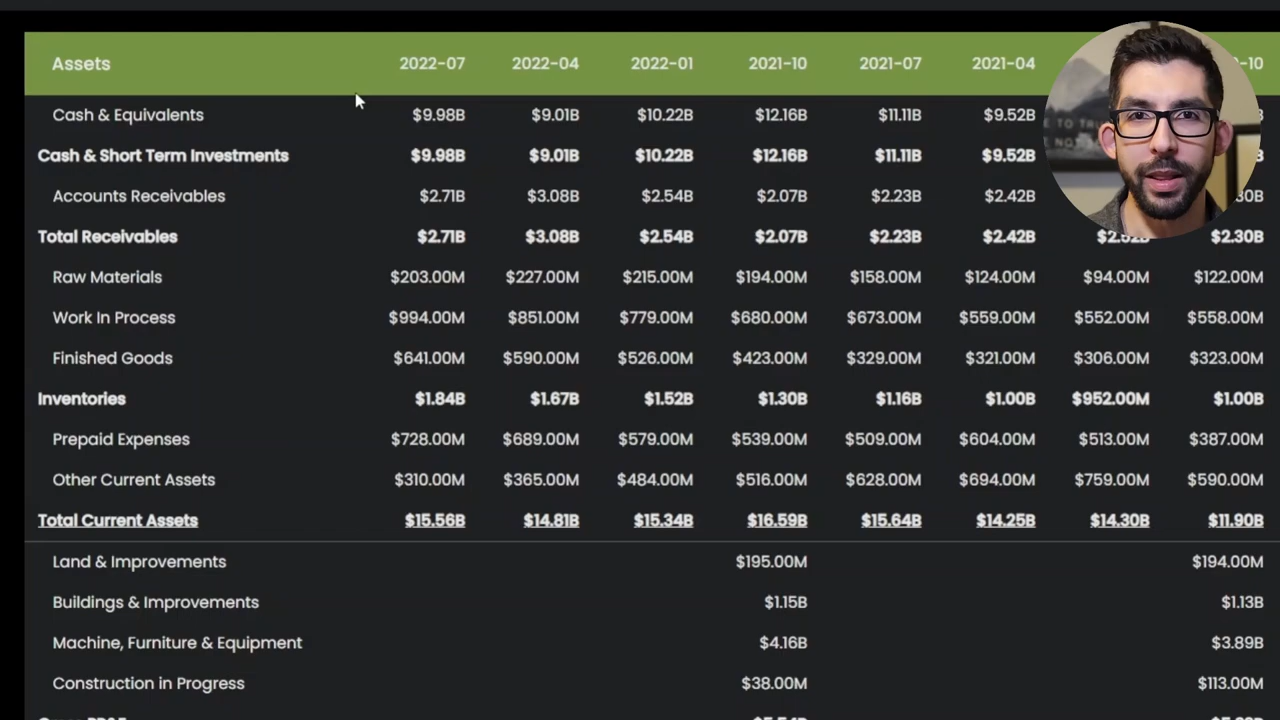 Assets 2022-07 2022-04 2022-01 2021-10 2021-07 2021-04 -10
Cash & Equivalents $9.98B $9.01B $10.22B $12.16B $11.11B $9.52B
Cash & Short Term Investments $9.98B $9.01B $10.22B $12.16B $11.11B $9.52B
Accounts Receivables $2.71B $3.08B $2.54B $2.07B $2.23B $2.42B
Total Receivables $2.71B $3.08B $2.54B $2.07B $2.23B $2.42B $2.30B
Raw Materials $203.00M $227.00M $215.00M $194.00M $158.00M $124.00M $94.00M $122.00M
Work In Process $994.00M $851.00M $779.00M $680.00M $673.00M $559.00M $552.00M $558.00M
Finished Goods $641.00M $590.00M $526.00M $423.00M $329.00M $321.00M $306.00M $323.00M
Inventories $1.84B $1.67B $1.52B $1.30B $1.16B $1.00B $952.00M $1.00B
Prepaid Expenses $728.00M $689.00M $579.00M $539.00M $509.00M $604.00M $513.00M $387.00M
Other Current Assets $310.00M $365.00M $484.00M $516.00M $628.00M $694.00M $759.00M $590.00M
Total Current Assets $15.56B $14.81B $15.34B $16.59B $15.64B $14.25B $14.30B $11.90B
Land & Improvements $195.00M $194.00M
Buildings & Improvements $1.15B $1.13B
Machine, Furniture & Equipment $4.16B $3.89B
Construction in Progress $38.00M $113.00M